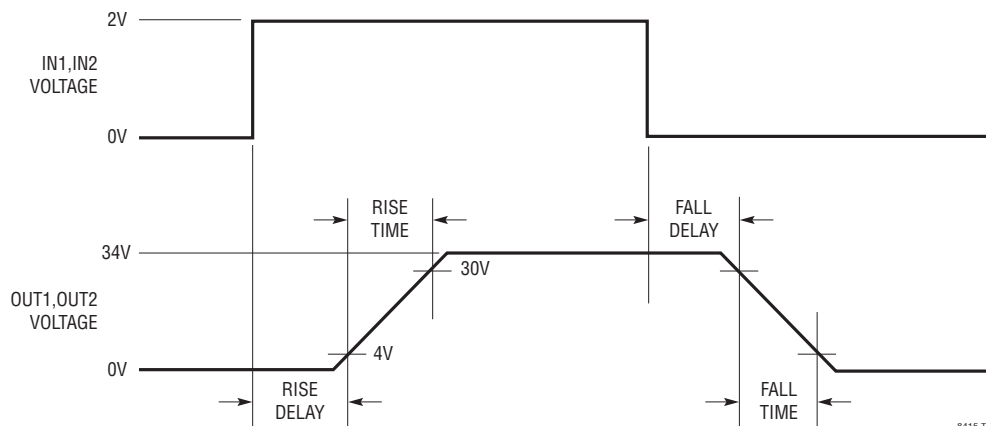 2V
IN1,IN2
VOLTAGE
0V
RISE
TIME
FALL
DELAY
34V
30V
OUT1,OUT2
VOLTAGE
4V
0V
RISE
DELAY
FALL
TIME